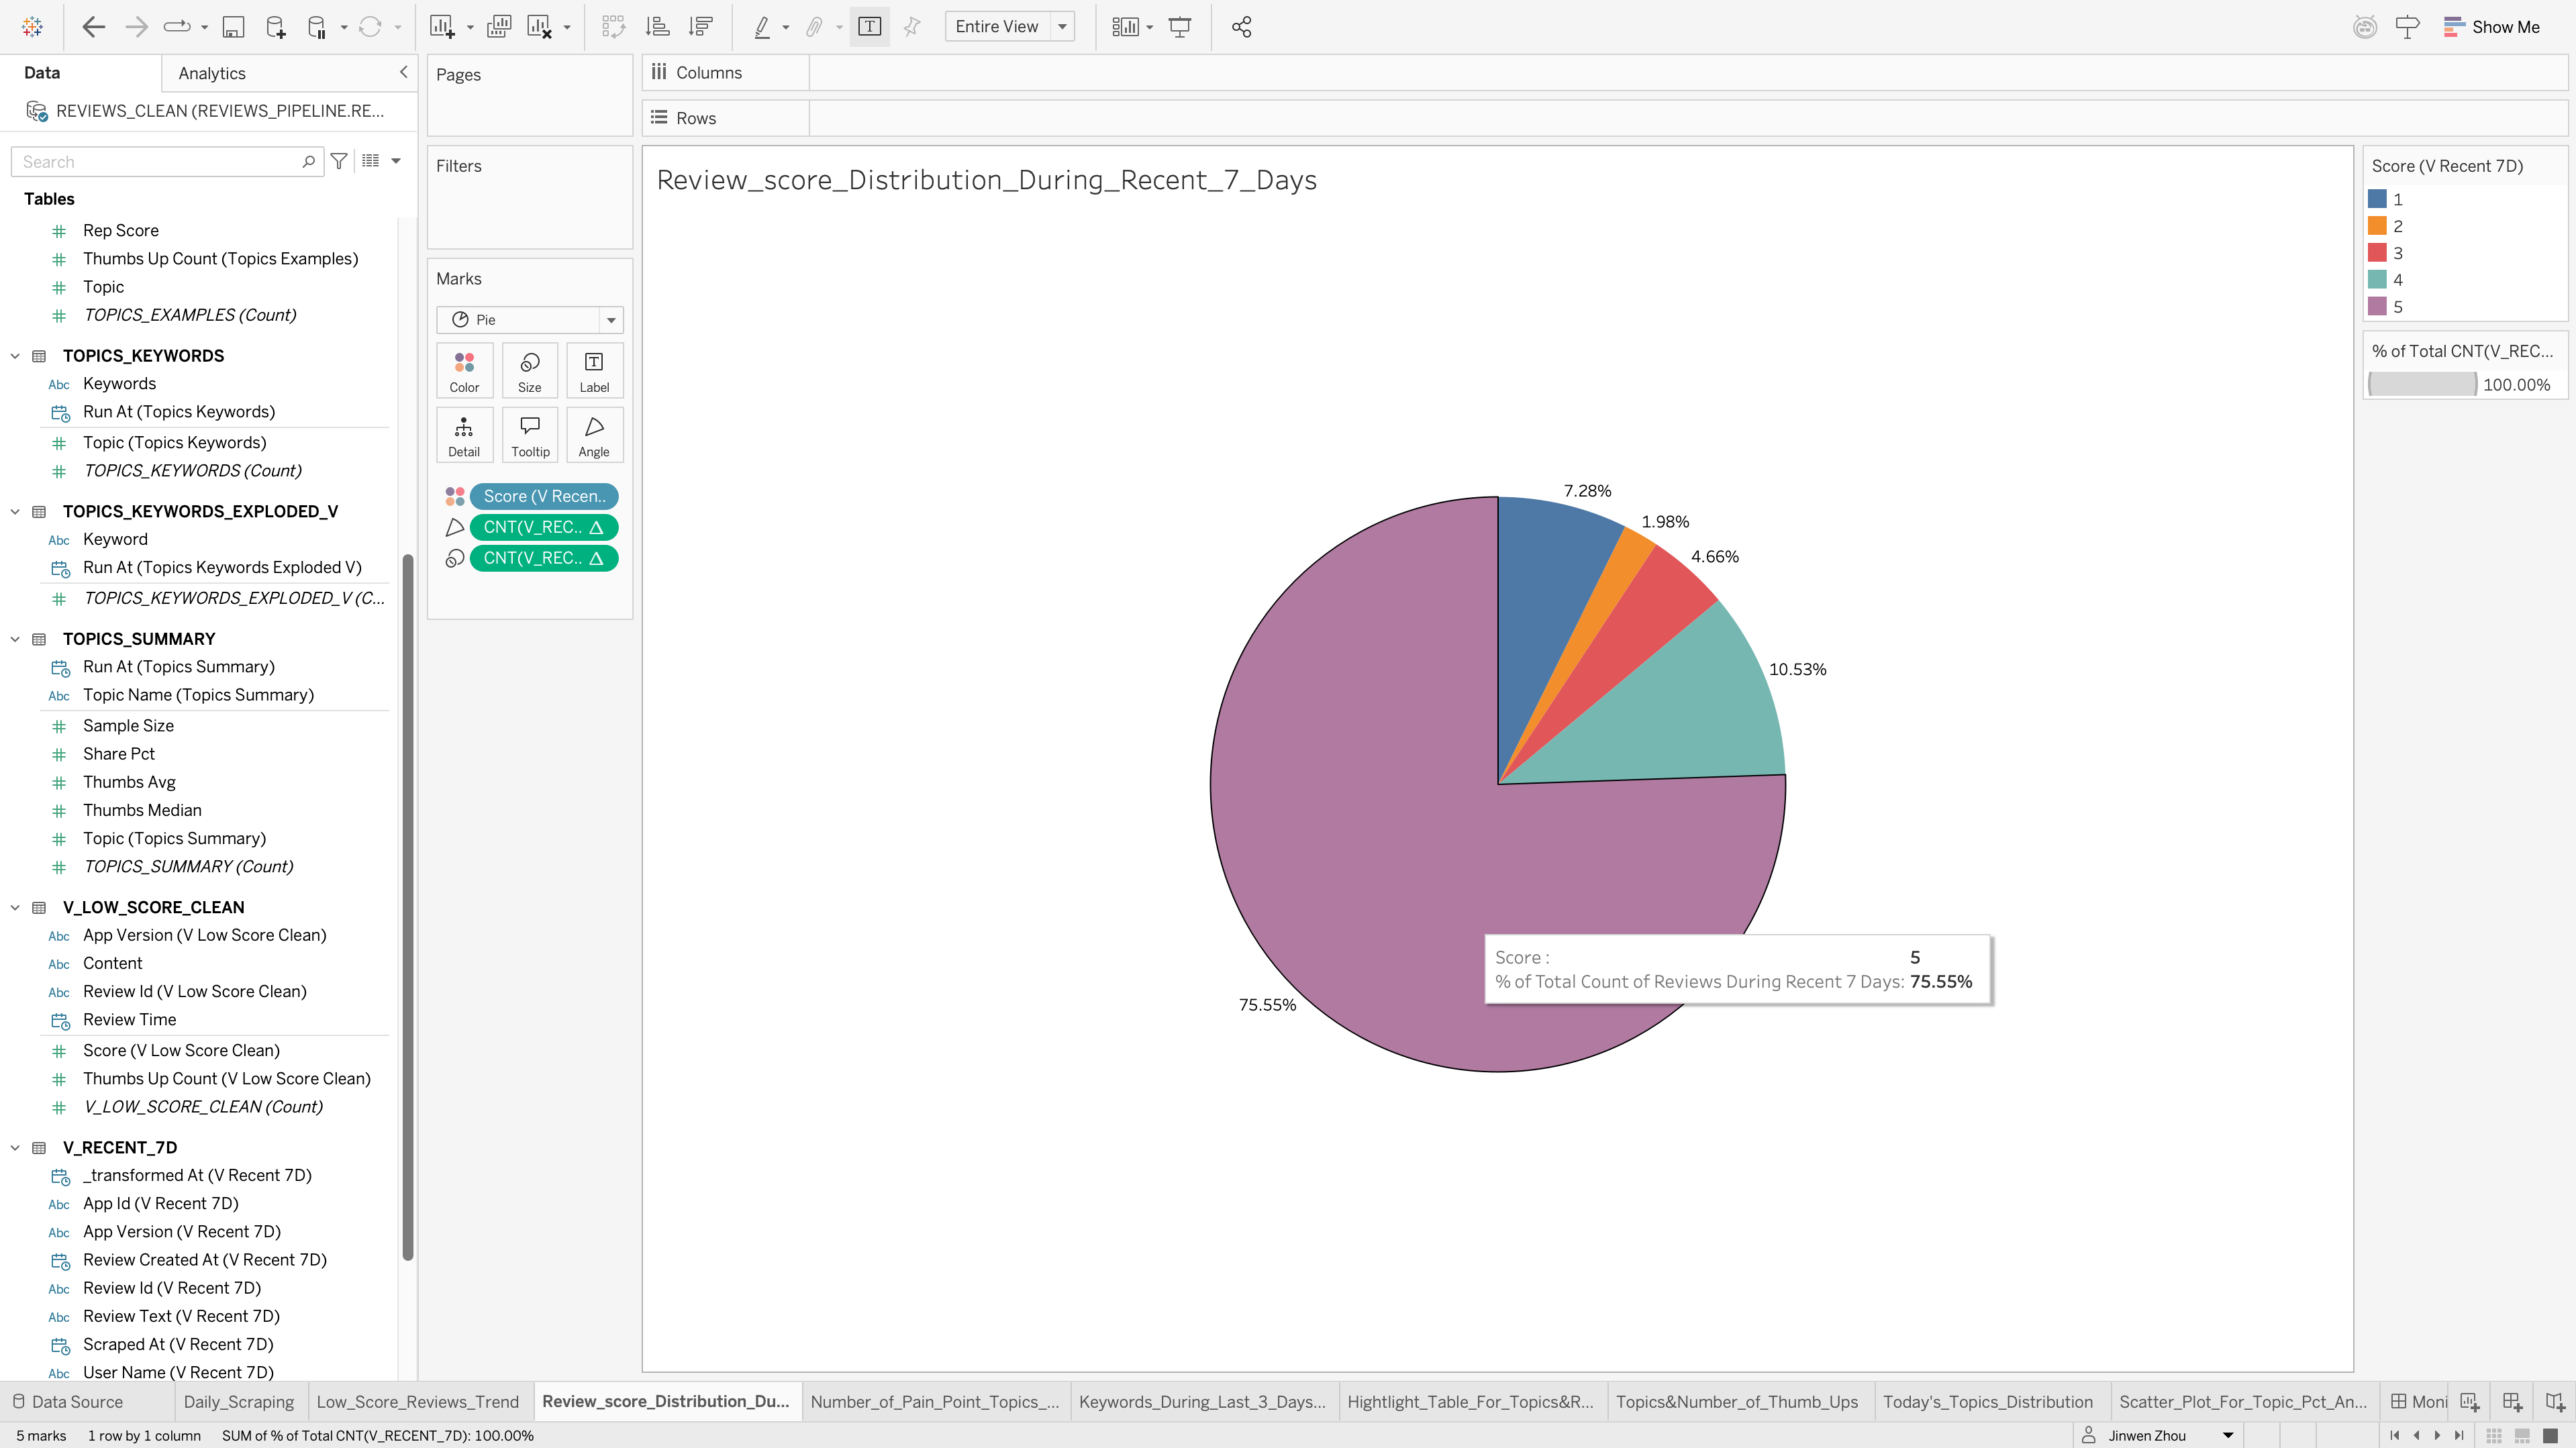 Entire View
Show Me
Data
Analytics
REVIEWS_CLEAN (REVIEWS_PIPELINE.RE...
Search
Tables
Rep Score
Thumbs Up Count (Topics Examples)
Topic
TOPICS_EXAMPLES (Count)
TOPICS_KEYWORDS
Abc Keywords
Run At (Topics Keywords)
Topic (Topics Keywords)
TOPICS_KEYWORDS (Count)
TOPICS_KEYWORDS_EXPLODED_V
Abc Keyword
Run At (Topics Keywords Exploded V)
TOPICS_KEYWORDS_EXPLODED_V (C...
TOPICS_SUMMARY
Run At (Topics Summary)
Abc Topic Name (Topics Summary)
Sample Size
Share Pct
Thumbs Avg
Thumbs Median
Topic (Topics Summary)
TOPICS_SUMMARY (Count)
V_LOW_SCORE_CLEAN
Abc App Version (V Low Score Clean)
Abc Content
Abc Review Id (V Low Score Clean)
Review Time
Score (V Low Score Clean)
Thumbs Up Count (V Low Score Clean)
V_LOW_SCORE_CLEAN (Count)
V_RECENT_7D
_transformed At (V Recent 7D)
Abc App Id (V Recent 7D)
Abc App Version (V Recent 7D)
Review Created At (V Recent 7D)
Abc Review Id (V Recent 7D)
Abc Review Text (V Recent 7D)
Scraped At (V Recent 7D)
Abc User Name (V Recent 7D)
Pages
Filters
Marks
Pie
Color Size Label
Detail Tooltip Angle
Score (V Recen..
CNT(V_REC.. Δ
CNT(V_REC.. Δ
Columns
Rows
Review_score_Distribution_During_Recent_7_Days
7.28%
1.98%
4.66%
10.53%
75.55%
Score : 5
% of Total Count of Reviews During Recent 7 Days: 75.55%
Score (V Recent 7D)
1
2
3
4
5
% of Total CNT(V_REC...
100.00%
Data Source Daily_Scraping Low_Score_Reviews_Trend Review_score_Distribution_Du... Number_of_Pain_Point_Topics_... Keywords_During_Last_3_Days... Hightlight_Table_For_Topics&R... Topics&Number_of_Thumb_Ups Today's_Topics_Distribution Scatter_Plot_For_Topic_Pct_An... Moni
5 marks 1 row by 1 column SUM of % of Total CNT(V_RECENT_7D): 100.00% Jinwen Zhou